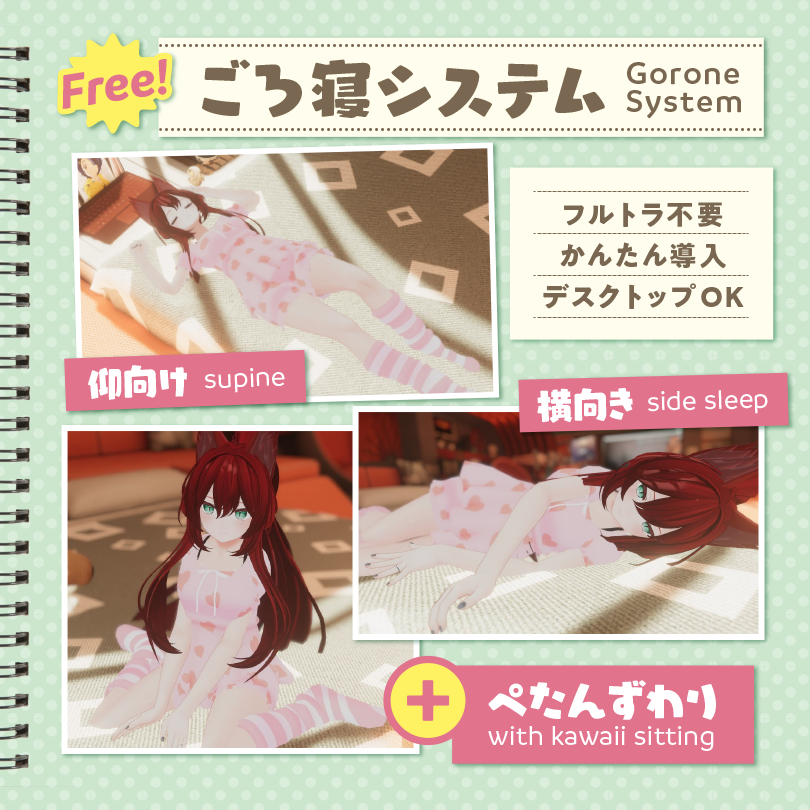 Free!
ごろ寝システム
Gorone
System
フルトラ不要
かんたん導入
デスクトップOK
仰向け supine
横向き side sleep
ぺたんずわり
with kawaii sitting